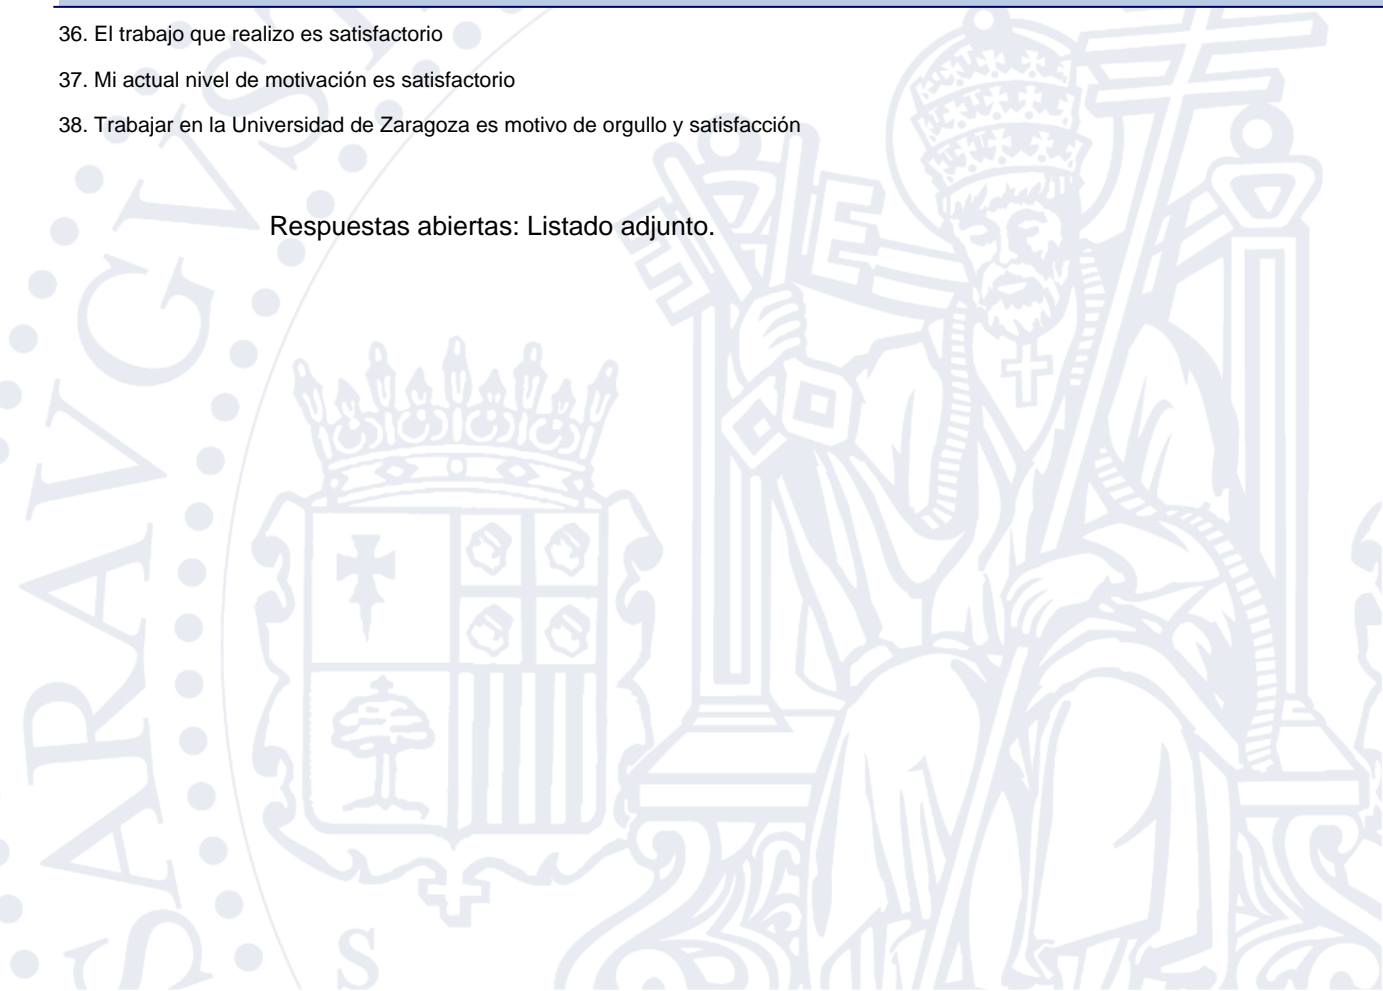 36. El trabajo que realizo es satisfactorio
37. Mi actual nivel de motivación es satisfactorio
38. Trabajar en la Universidad de Zaragoza es motivo de orgullo y satisfacción
Respuestas abiertas: Listado adjunto.
SARAVGVST
S